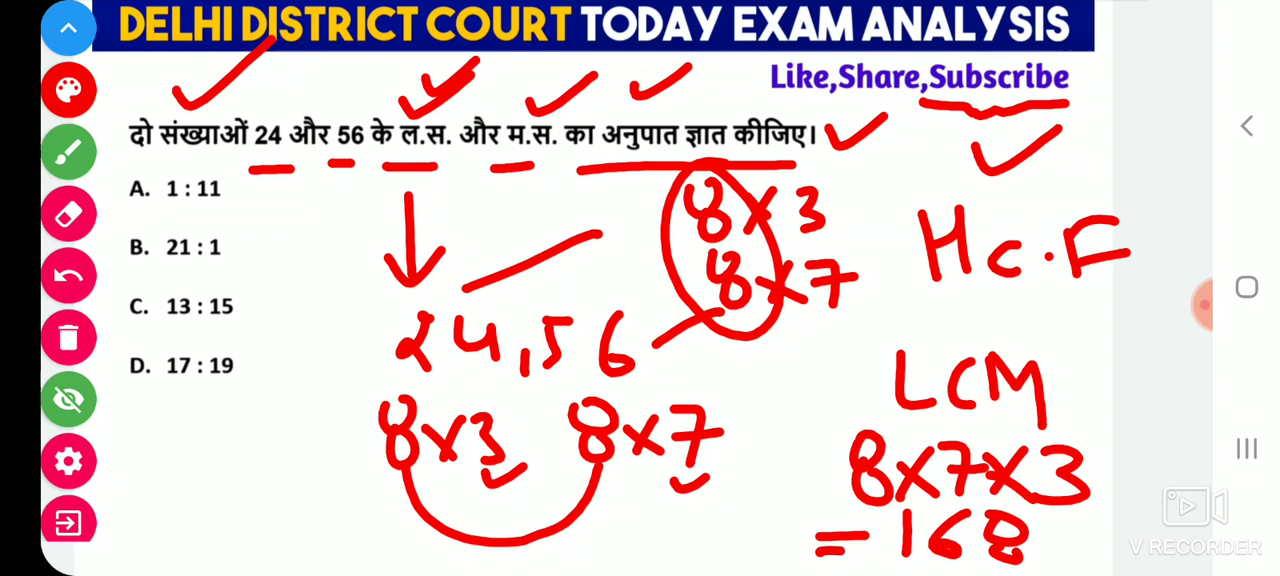 DELHI DISTRICT COURT TODAY EXAM ANALYSIS
Like,Share,Subscribe
दो संख्याओं 24 और 56 के ल.स. और म.स. का अनुपात ज्ञात कीजिए।
A. 1 : 11
B. 21 : 1
C. 13 : 15
D. 17 : 19
8×3
8×7
H C.F
24,56
8×3 8×7
LCM
8×7×3
=168
V RECORDER